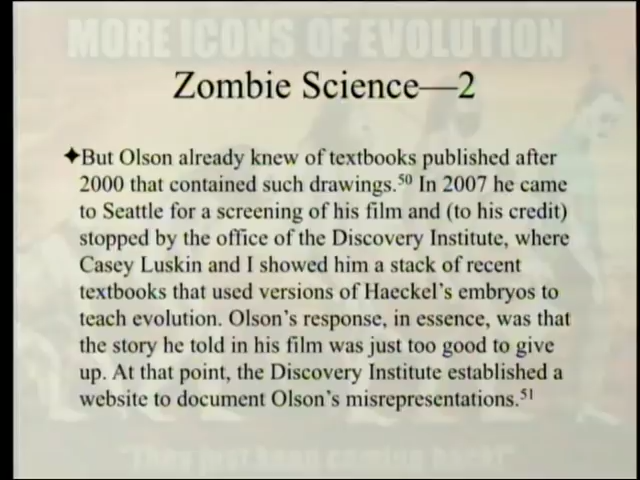 MORE ICONS OF EVOLUTION
Zombie Science—2
✦But Olson already knew of textbooks published after
2000 that contained such drawings.50 In 2007 he came
to Seattle for a screening of his film and (to his credit)
stopped by the office of the Discovery Institute, where
Casey Luskin and I showed him a stack of recent
textbooks that used versions of Haeckel's embryos to
teach evolution. Olson's response, in essence, was that
the story he told in his film was just too good to give
up. At that point, the Discovery Institute established a
website to document Olson's misrepresentations.51
"They just keep coming back!"